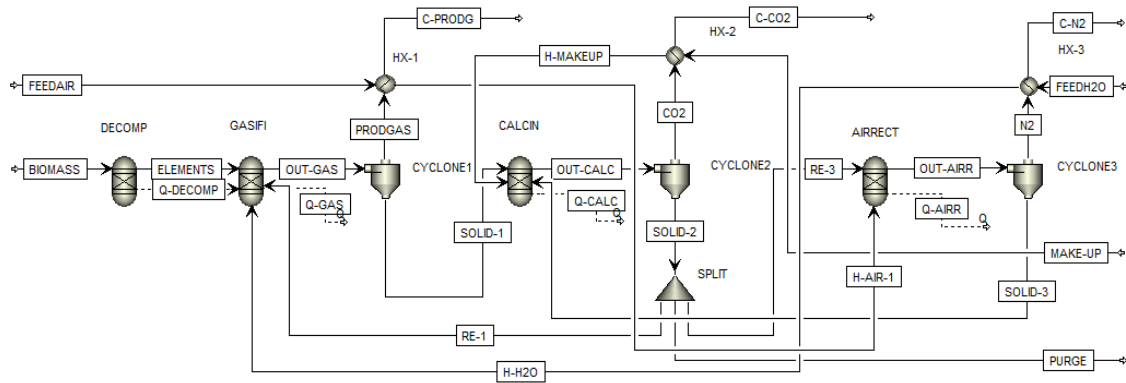 C-PRODG
C-CO2
C-N2
HX-1
HX-2
HX-3
H-MAKEUP
FEEDAIR
FEEDH2O
DECOMP
GASIFI
PRODGAS
CALCIN
CO2
AIRRECT
N2
BIOMASS
ELEMENTS
OUT-GAS
CYCLONE1
OUT-CALC
CYCLONE2
RE-3
OUT-AIRR
CYCLONE3
Q-DECOMP
Q-GAS
Q
Q-CALC
Q
Q-AIRR
Q
SOLID-1
SOLID-2
MAKE-UP
SPLIT
H-AIR-1
SOLID-3
RE-1
PURGE
H-H2O